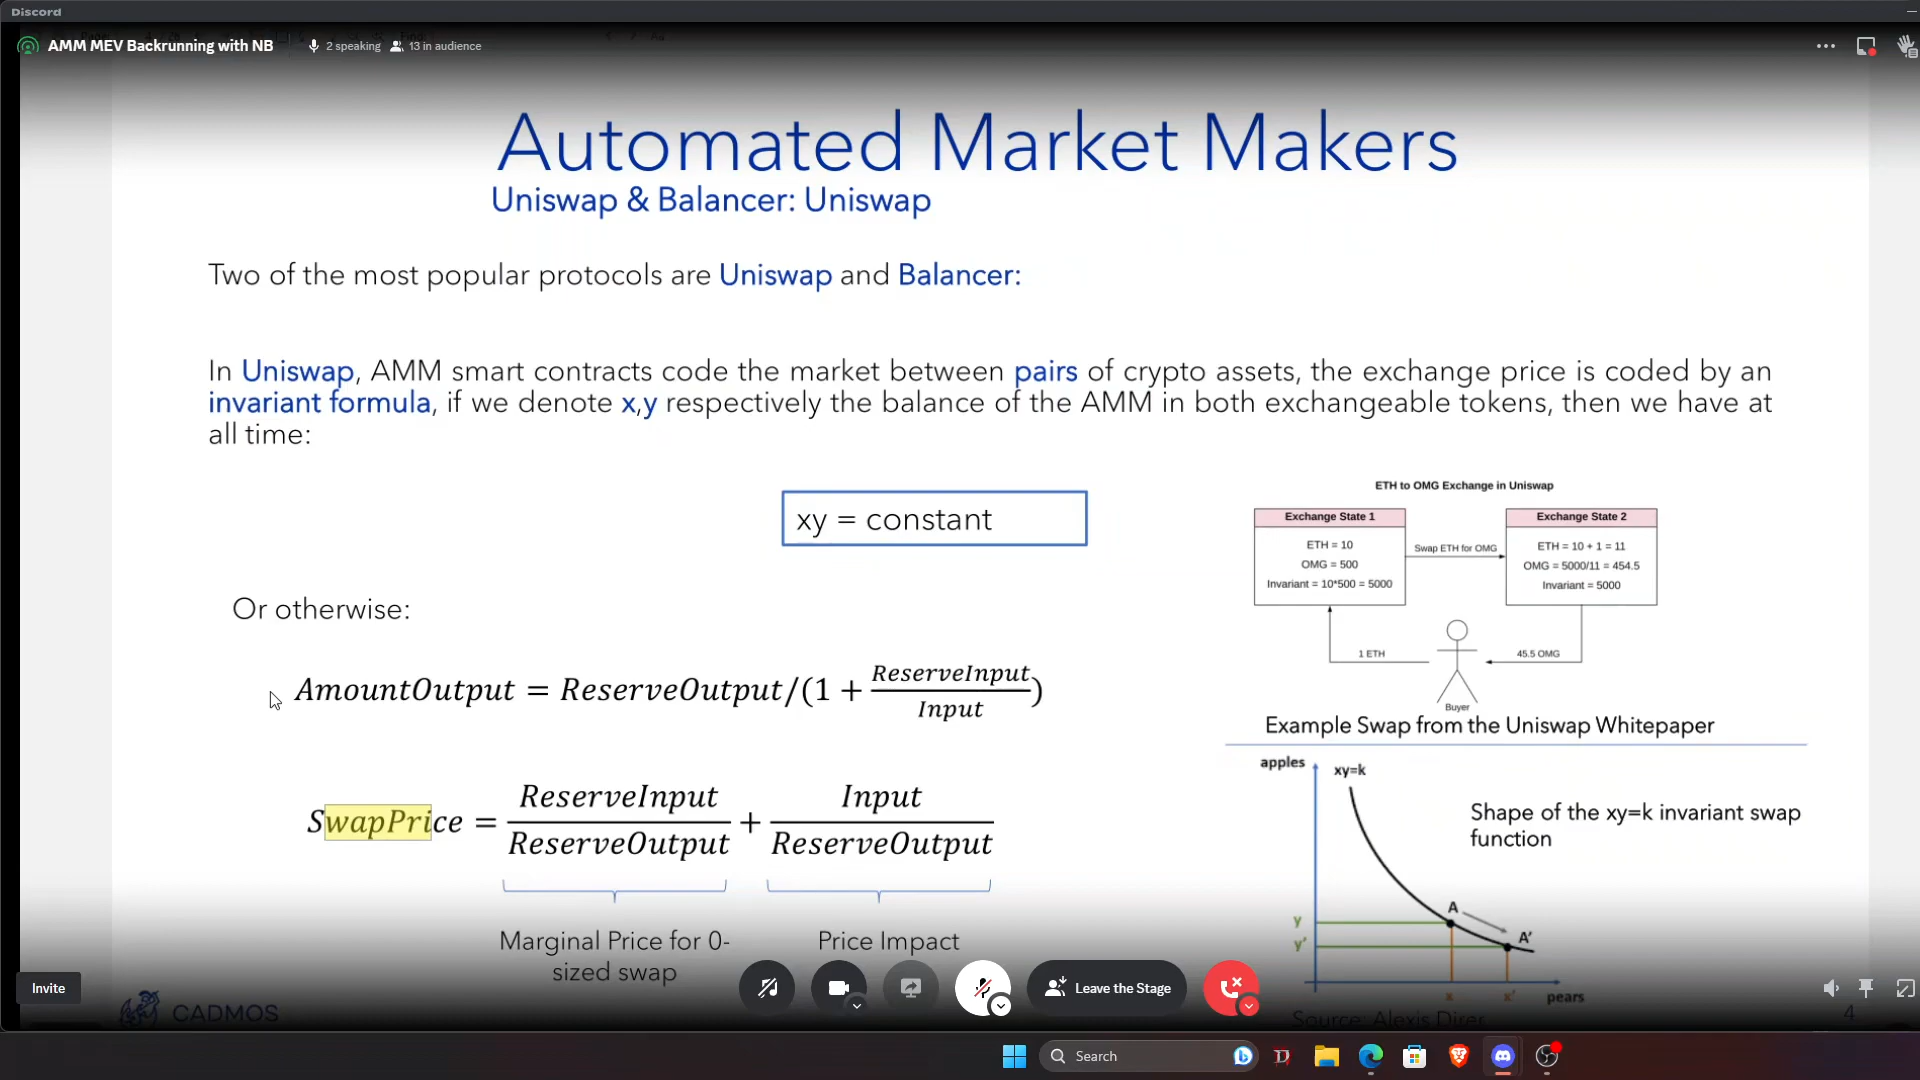 Discord
AMM MEV Backrunning with NB
2 speaking
13 in audience
Automated Market Makers
Uniswap & Balancer: Uniswap
Two of the most popular protocols are Uniswap and Balancer:
In Uniswap, AMM smart contracts code the market between pairs of crypto assets, the exchange price is coded by an
invariant formula, if we denote x,y respectively the balance of the AMM in both exchangeable tokens, then we have at
all time:
xy = constant
Or otherwise:
AmountOutput = ReserveOutput/(1 + ReserveInput/Input)
SwapPrice = ReserveInput/ReserveOutput + Input/ReserveOutput
Marginal Price for 0-
sized swap
Price Impact
ETH to OMG Exchange in Uniswap
Exchange State 1
ETH = 10
OMG = 500
Invariant = 10*500 = 5000
Swap ETH for OMG
Exchange State 2
ETH = 10 + 1 = 11
OMG = 5000/11 = 454.5
Invariant = 5000
1 ETH
45.5 OMG
Buyer
Example Swap from the Uniswap Whitepaper
apples
xy=k
Shape of the xy=k invariant swap
function
A
A'
y
y'
x
x'
pears
Source: Alexis Direr
4
CADMOS
Invite
Leave the Stage
Search